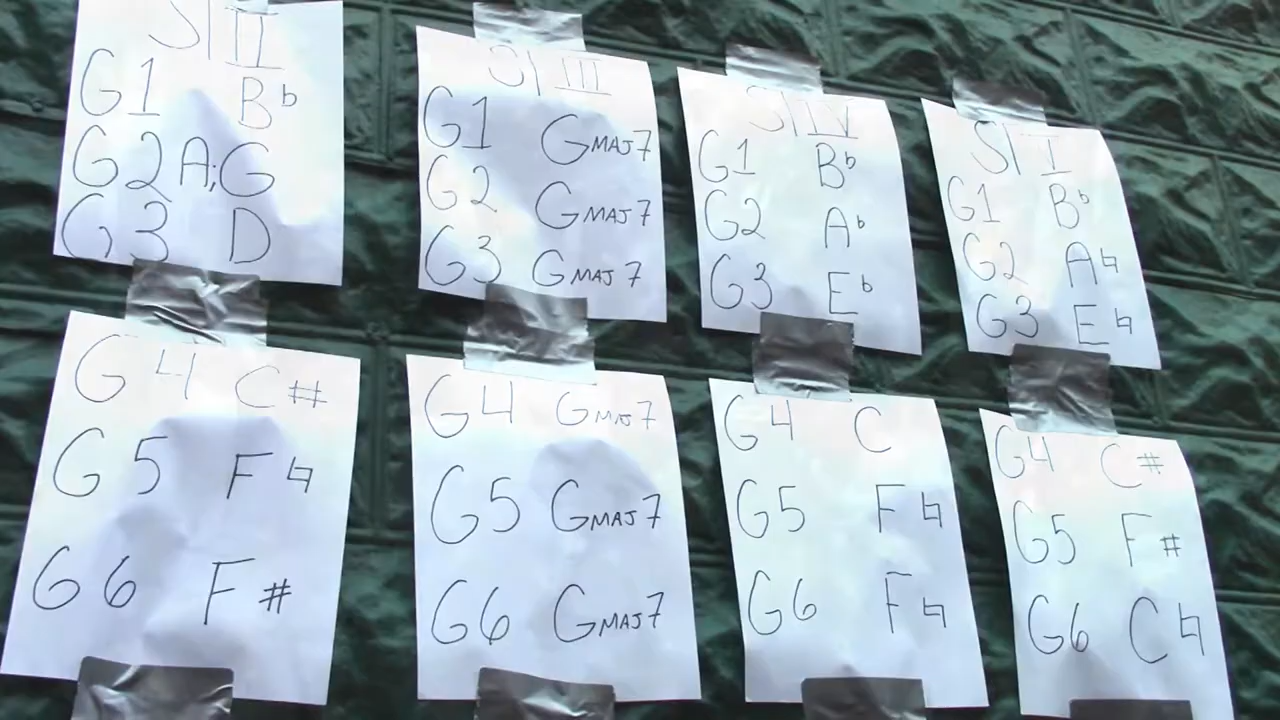 S|II
G1 B♭
G2 A;G
G3 D
G4 C#
G5 F♮
G6 F#
S|III
G1 GMAJ7
G2 GMAJ7
G3 GMAJ7
G4 GMAJ7
G5 GMAJ7
G6 GMAJ7
S|IV
G1 B♭
G2 A♭
G3 E♭
G4 C
G5 F♮
G6 F♮
S|I
G1 B♭
G2 A♮
G3 E♮
G4 C#
G5 F#
G6 C♮